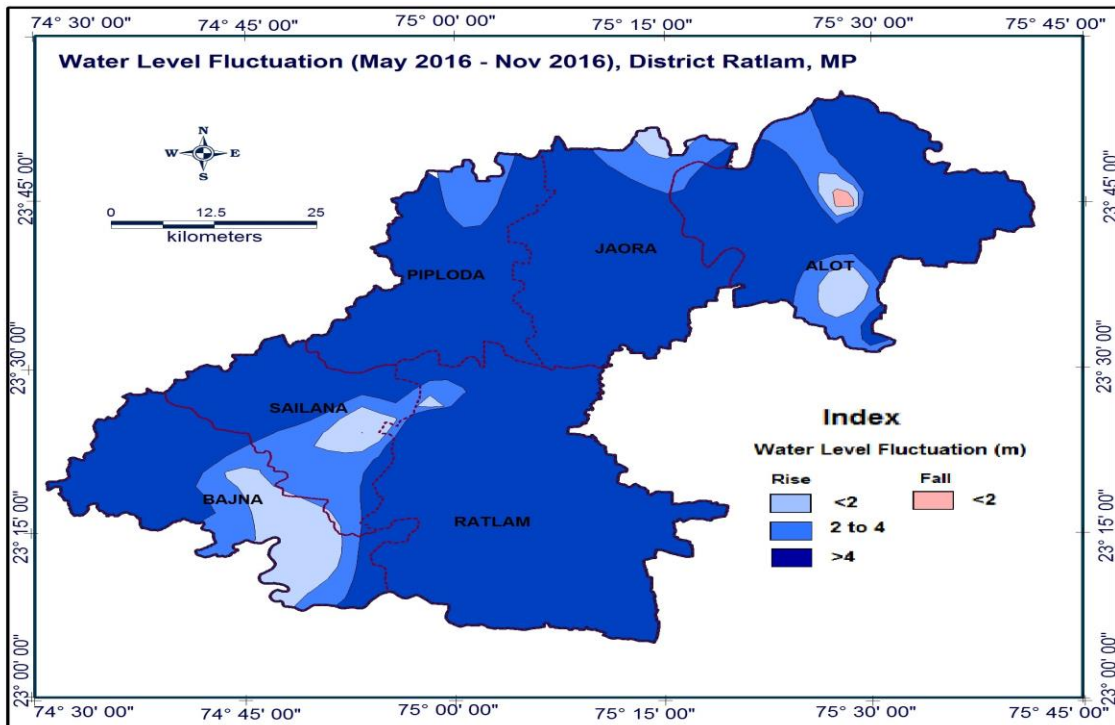 74° 30' 00" 74° 45' 00" 75° 00' 00" 75° 15' 00" 75° 30' 00" 75° 45' 00"
Water Level Fluctuation (May 2016 - Nov 2016), District Ratlam, MP
N
W E
S
23° 45' 00" 23° 45' 00"
0 12.5 25
kilometers
JAORA
ALOT
PIPLODA
23° 30' 00" 23° 30' 00"
SAILANA
Index
Water Level Fluctuation (m)
Rise Fall
BAJNA
<2 <2
RATLAM
2 to 4
23° 15' 00" 23° 15' 00"
>4
23° 00' 00" 23° 00' 00"
74° 30' 00" 74° 45' 00" 75° 00' 00" 75° 15' 00" 75° 30' 00" 75° 45' 00"